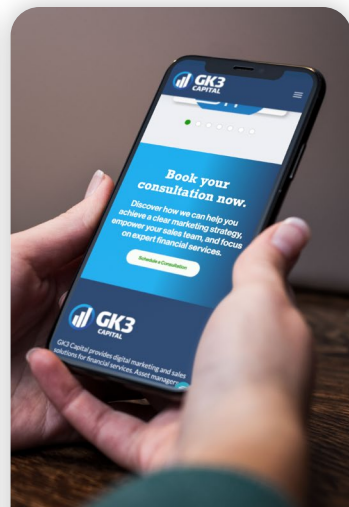 GK3
CAPITAL
Book your
consultation now.
Discover how we can help you
achieve a clear marketing strategy,
empower your sales team, and focus
on expert financial services.
Schedule a Consultation
GK3
CAPITAL
GK3 Capital provides digital marketing and sales
solutions for financial services. Asset managers